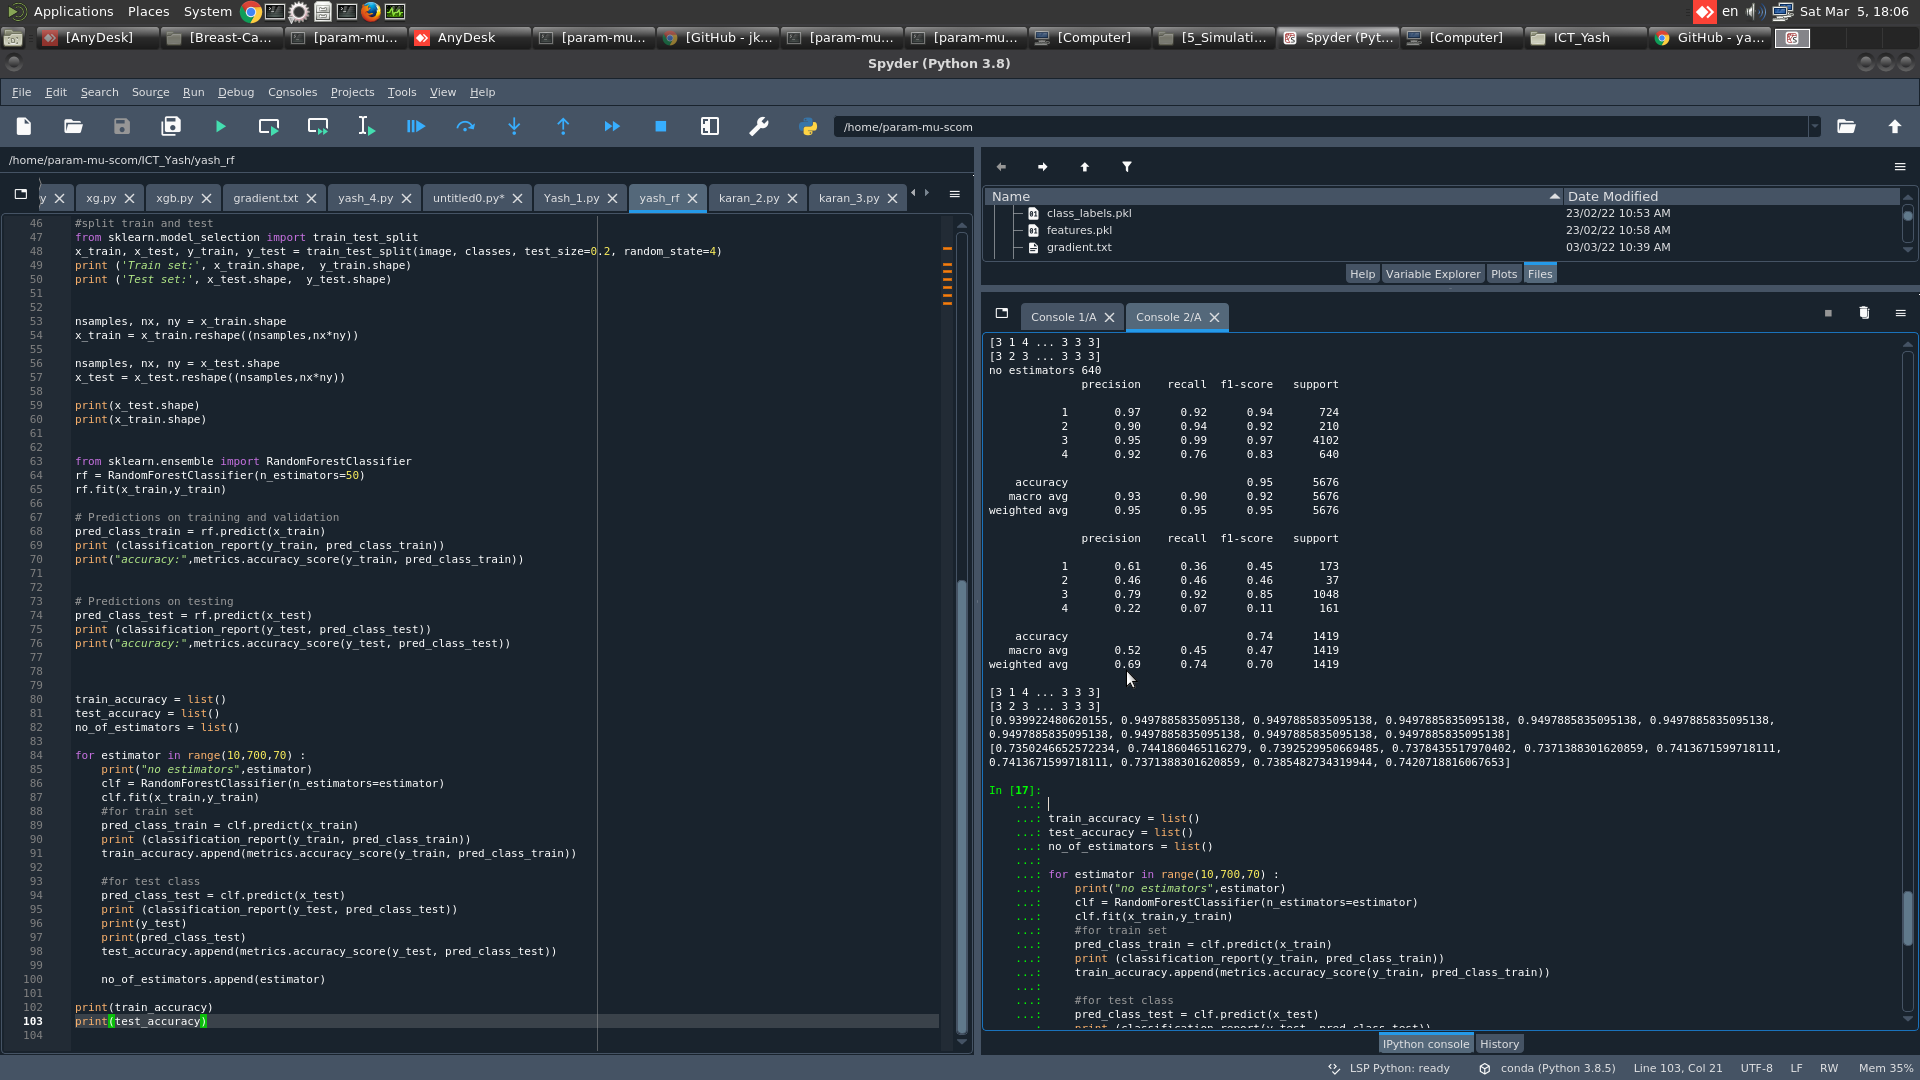 Applications Places System en Sat Mar 5, 18:06
[AnyDesk] [Breast-Ca... [param-mu... AnyDesk [param-mu... [GitHub - jk... [param-mu... [param-mu... [Computer] [5_Simulati... Spyder (Pyt... [Computer] ICT_Yash GitHub - ya...
Spyder (Python 3.8)
File Edit Search Source Run Debug Consoles Projects Tools View Help
/home/param-mu-scom
/home/param-mu-scom/ICT_Yash/yash_rf
y xg.py xgb.py gradient.txt yash_4.py untitled0.py* Yash_1.py yash_rf karan_2.py karan_3.py
46 #split train and test
47 from sklearn.model_selection import train_test_split
48 x_train, x_test, y_train, y_test = train_test_split(image, classes, test_size=0.2, random_state=4)
49 print ('Train set:', x_train.shape,  y_train.shape)
50 print ('Test set:', x_test.shape,  y_test.shape)
51
52
53 nsamples, nx, ny = x_train.shape
54 x_train = x_train.reshape((nsamples,nx*ny))
55
56 nsamples, nx, ny = x_test.shape
57 x_test = x_test.reshape((nsamples,nx*ny))
58
59 print(x_test.shape)
60 print(x_train.shape)
61
62
63 from sklearn.ensemble import RandomForestClassifier
64 rf = RandomForestClassifier(n_estimators=50)
65 rf.fit(x_train,y_train)
66
67 # Predictions on training and validation
68 pred_class_train = rf.predict(x_train)
69 print (classification_report(y_train, pred_class_train))
70 print("accuracy:",metrics.accuracy_score(y_train, pred_class_train))
71
72
73 # Predictions on testing
74 pred_class_test = rf.predict(x_test)
75 print (classification_report(y_test, pred_class_test))
76 print("accuracy:",metrics.accuracy_score(y_test, pred_class_test))
77
78
79
80 train_accuracy = list()
81 test_accuracy = list()
82 no_of_estimators = list()
83
84 for estimator in range(10,700,70) :
85     print("no estimators",estimator)
86     clf = RandomForestClassifier(n_estimators=estimator)
87     clf.fit(x_train,y_train)
88     #for train set
89     pred_class_train = clf.predict(x_train)
90     print (classification_report(y_train, pred_class_train))
91     train_accuracy.append(metrics.accuracy_score(y_train, pred_class_train))
92
93     #for test class
94     pred_class_test = clf.predict(x_test)
95     print (classification_report(y_test, pred_class_test))
96     print(y_test)
97     print(pred_class_test)
98     test_accuracy.append(metrics.accuracy_score(y_test, pred_class_test))
99
100     no_of_estimators.append(estimator)
101
102 print(train_accuracy)
103 print(test_accuracy)
104
Name Date Modified
class_labels.pkl 23/02/22 10:53 AM
features.pkl 23/02/22 10:58 AM
gradient.txt 03/03/22 10:39 AM
Help Variable Explorer Plots Files
Console 1/A Console 2/A
[3 1 4 ... 3 3 3]
[3 2 3 ... 3 3 3]
no estimators 640
precision recall f1-score support
1 0.97 0.92 0.94 724
2 0.90 0.94 0.92 210
3 0.95 0.99 0.97 4102
4 0.92 0.76 0.83 640
accuracy 0.95 5676
macro avg 0.93 0.90 0.92 5676
weighted avg 0.95 0.95 0.95 5676
precision recall f1-score support
1 0.61 0.36 0.45 173
2 0.46 0.46 0.46 37
3 0.79 0.92 0.85 1048
4 0.22 0.07 0.11 161
accuracy 0.74 1419
macro avg 0.52 0.45 0.47 1419
weighted avg 0.69 0.74 0.70 1419
[3 1 4 ... 3 3 3]
[3 2 3 ... 3 3 3]
[0.939922480620155, 0.9497885835095138, 0.9497885835095138, 0.9497885835095138, 0.9497885835095138, 0.9497885835095138,
0.9497885835095138, 0.9497885835095138, 0.9497885835095138, 0.9497885835095138]
[0.7350246652572234, 0.7441860465116279, 0.7392529950669485, 0.7378435517970402, 0.7371388301620859, 0.7413671599718111,
0.7413671599718111, 0.7371388301620859, 0.7385482734319944, 0.7420718816067653]
In [17]:
...:
...: train_accuracy = list()
...: test_accuracy = list()
...: no_of_estimators = list()
...:
...: for estimator in range(10,700,70) :
...:     print("no estimators",estimator)
...:     clf = RandomForestClassifier(n_estimators=estimator)
...:     clf.fit(x_train,y_train)
...:     #for train set
...:     pred_class_train = clf.predict(x_train)
...:     print (classification_report(y_train, pred_class_train))
...:     train_accuracy.append(metrics.accuracy_score(y_train, pred_class_train))
...:
...:     #for test class
...:     pred_class_test = clf.predict(x_test)
...:     print (classification_report(y_test, pred_class_test))
IPython console History
LSP Python: ready conda (Python 3.8.5) Line 103, Col 21 UTF-8 LF RW Mem 35%